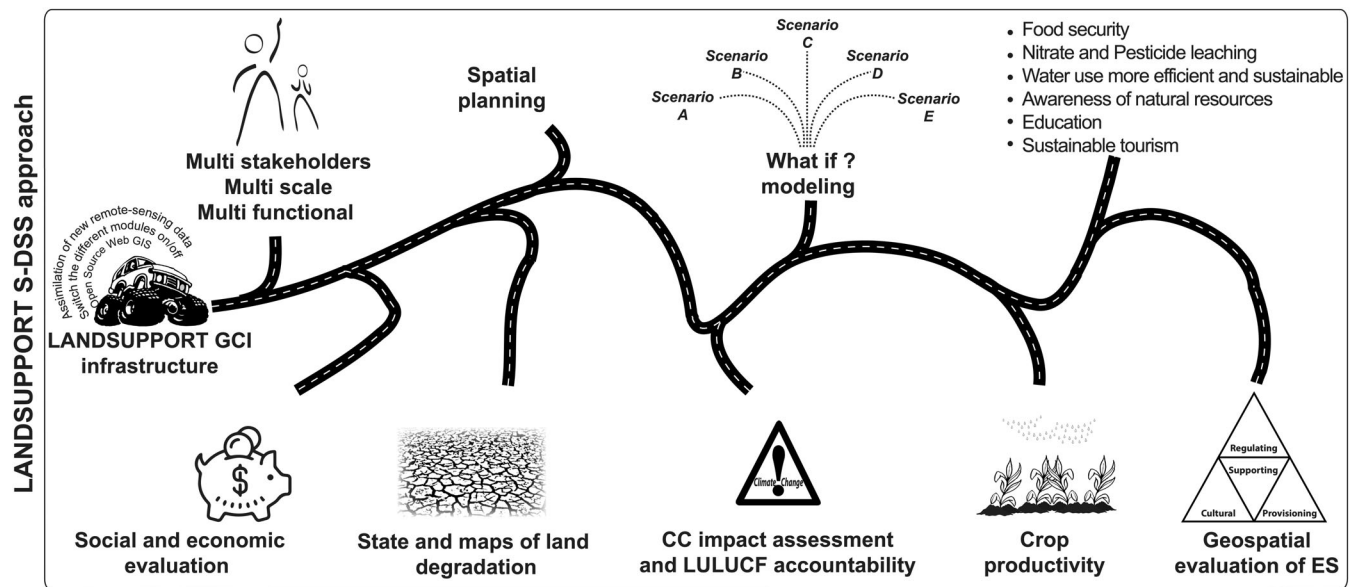 LANDSUPPORT S-DSS approach
Multi stakeholders
Multi scale
Multi functional
Assimilation of new remote-sensing data
Switch the different modules on/off
Open Source Web GIS
LANDSUPPORT GCI
infrastructure
Spatial
planning
Scenario
A
Scenario
B
Scenario
C
Scenario
D
Scenario
E
What if ?
modeling
• Food security
• Nitrate and Pesticide leaching
• Water use more efficient and sustainable
• Awareness of natural resources
• Education
• Sustainable tourism
$
Social and economic
evaluation
State and maps of land
degradation
!
Climate Change
CC impact assessment
and LULUCF accountability
Crop
productivity
Regulating
Supporting
Cultural
Provisioning
Geospatial
evaluation of ES